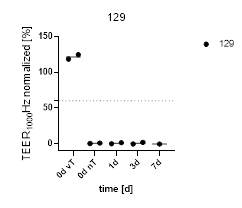 129
150
100
50
0
TEER1000Hz normalized [%]
0d vT
0d nT
1d
3d
7d
time [d]
129